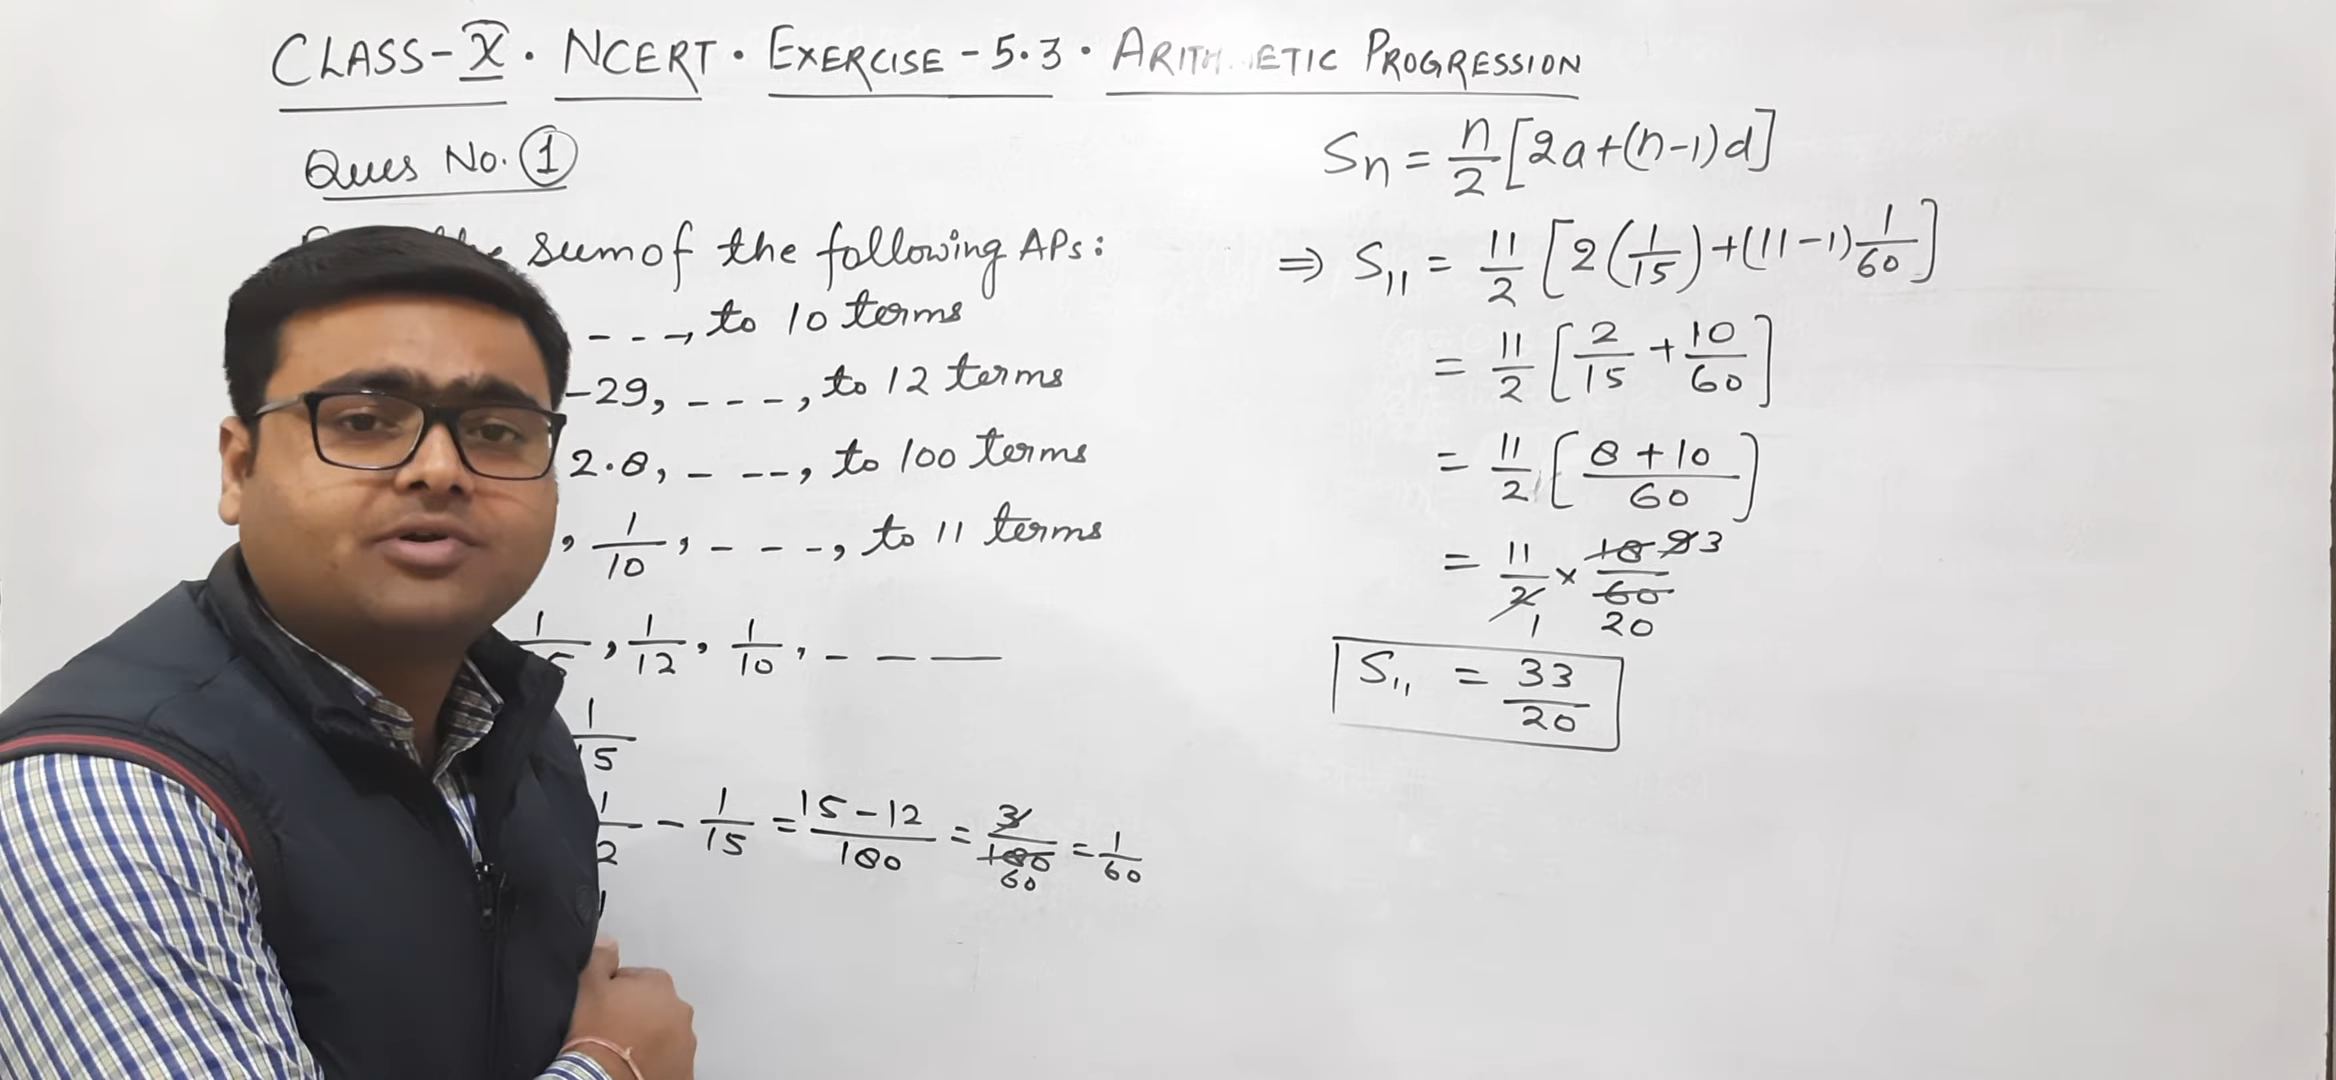 CLASS-X · NCERT · EXERCISE - 5.3 · ARITHMETIC PROGRESSION
Ques No. 1
sum of the following APs:
- - -, to 10 terms
-29, - - - , to 12 terms
2.8, - - -, to 100 terms
, 1/10, - - -, to 11 terms
1/ , 1/12, 1/10, - - -
1/15
- 1/15 = 15-12/180 = 3/180 60 = 1/60
Sn = n/2 [2a+(n-1)d]
⇒ S11 = 11/2 [2(1/15)+(11-1)1/60]
= 11/2 [2/15 + 10/60]
= 11/2 [8+10/60]
= 11/2 1 × 18 9 3/60 20
S11 = 33/20